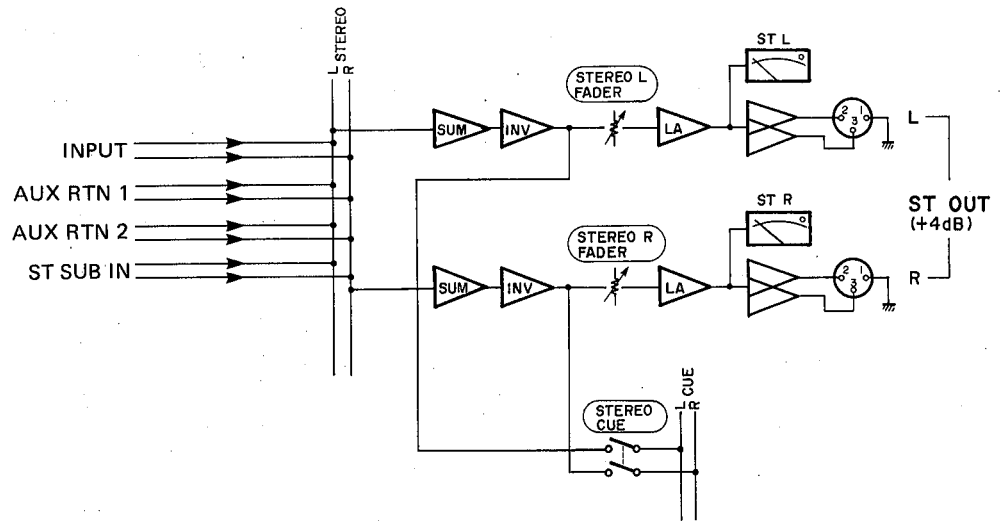 L STEREO
R
INPUT
AUX RTN 1
AUX RTN 2
ST SUB IN
SUM
INV
STEREO L
FADER
LA
ST L
2 1
3
L
ST OUT
(+4dB)
SUM
INV
STEREO R
FADER
LA
ST R
2 1
3
R
STEREO
CUE
L CUE
R